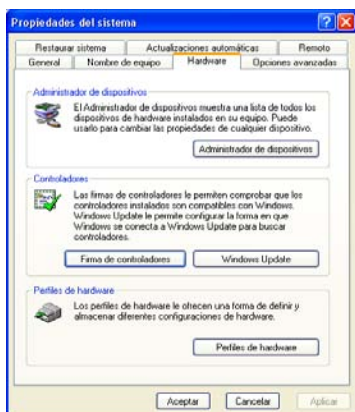 Propiedades del sistema
Restaurar sistema
Actualizaciones automáticas
Remoto
General
Nombre de equipo
Hardware
Opciones avanzadas
Administrador de dispositivos
El Administrador de dispositivos muestra una lista de todos los
dispositivos de hardware instalados en su equipo. Puede
usarlo para cambiar las propiedades de cualquier dispositivo.
Administrador de dispositivos
Controladores
Las firmas de controladores le permiten comprobar que los
controladores instalados son compatibles con Windows.
Windows Update le permite configurar la forma en que
Windows se conecta a Windows Update para buscar
controladores.
Firma de controladores
Windows Update
Perfiles de hardware
Los perfiles de hardware le ofrecen una forma de definir y
almacenar diferentes configuraciones de hardware.
Perfiles de hardware
Aceptar
Cancelar
Aplicar